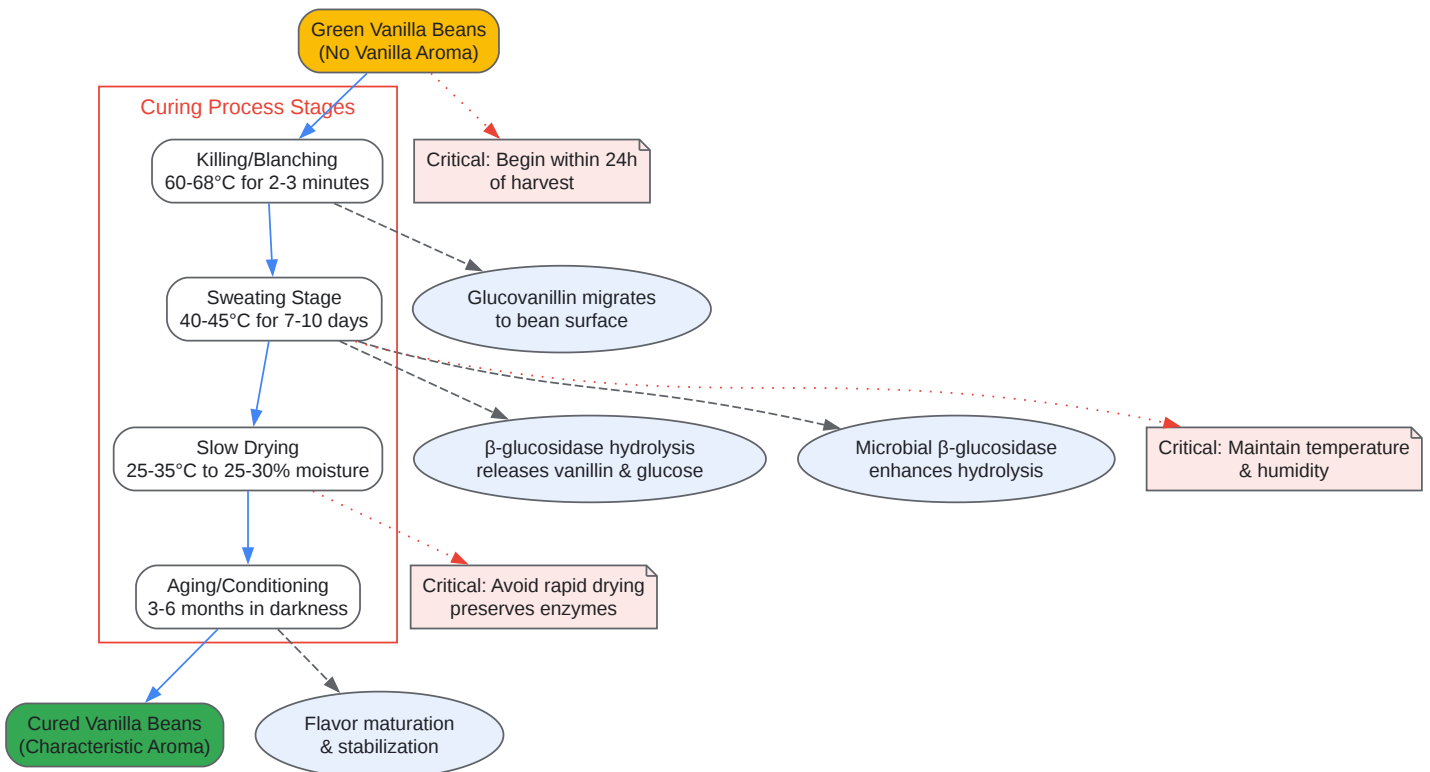 Green Vanilla Beans
(No Vanilla Aroma)
Curing Process Stages
Killing/Blanching
60-68°C for 2-3 minutes
Critical: Begin within 24h
of harvest
Sweating Stage
40-45°C for 7-10 days
Glucovanillin migrates
to bean surface
Slow Drying
25-35°C to 25-30% moisture
β-glucosidase hydrolysis
releases vanillin & glucose
Microbial β-glucosidase
enhances hydrolysis
Critical: Maintain temperature
& humidity
Aging/Conditioning
3-6 months in darkness
Critical: Avoid rapid drying
preserves enzymes
Cured Vanilla Beans
(Characteristic Aroma)
Flavor maturation
& stabilization